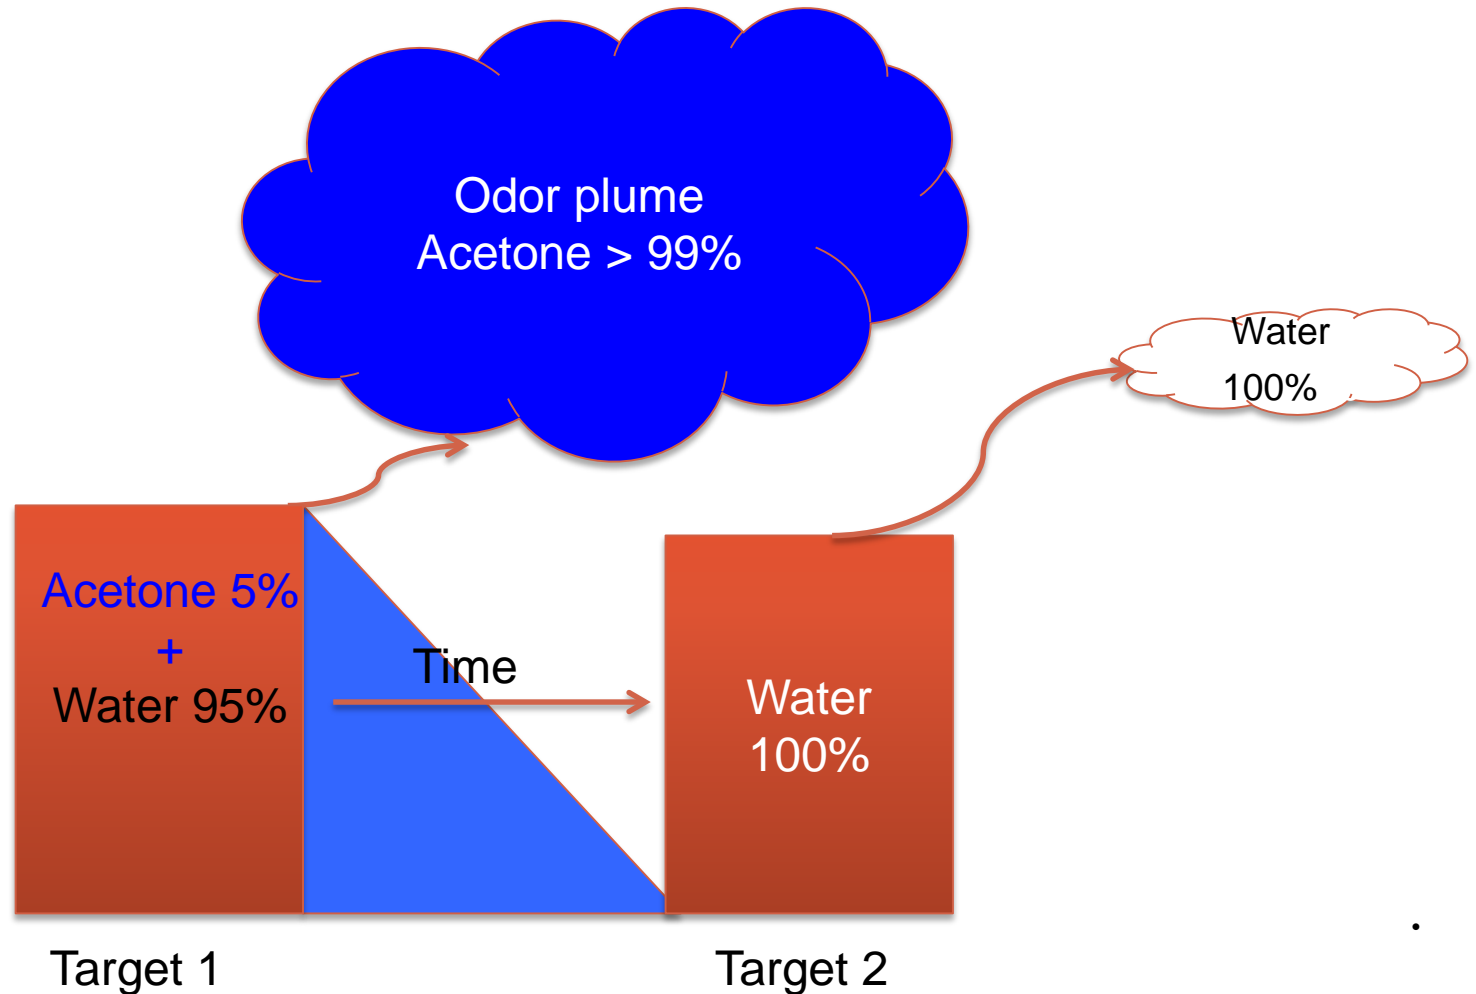 Odor plume
Acetone > 99%
Water
100%
Acetone 5%
+
Water 95%
Time
Water
100%
.
Target 1
Target 2